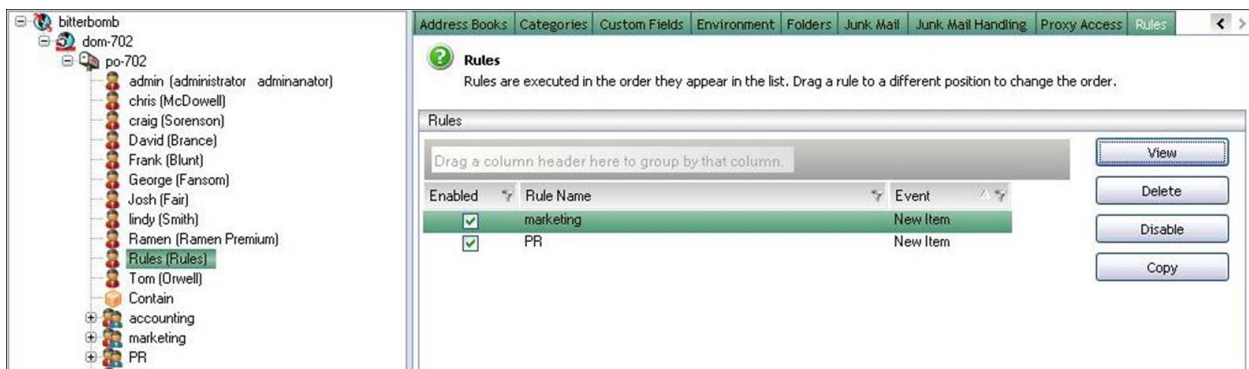 bitterbomb
dom-702
po-702
admin (administrator adminanator)
chris (McDowell)
craig (Sorenson)
David (Brance)
Frank (Blunt)
George (Fansom)
Josh (Fair)
lindy (Smith)
Ramen (Ramen Premium)
Rules (Rules)
Tom (Orwell)
Contain
accounting
marketing
PR
Address Books Categories Custom Fields Environment Folders Junk Mail Junk Mail Handling Proxy Access Rules
Rules
Rules are executed in the order they appear in the list. Drag a rule to a different position to change the order.
Rules
Drag a column header here to group by that column.
Enabled Rule Name Event
marketing New Item
PR New Item
View
Delete
Disable
Copy